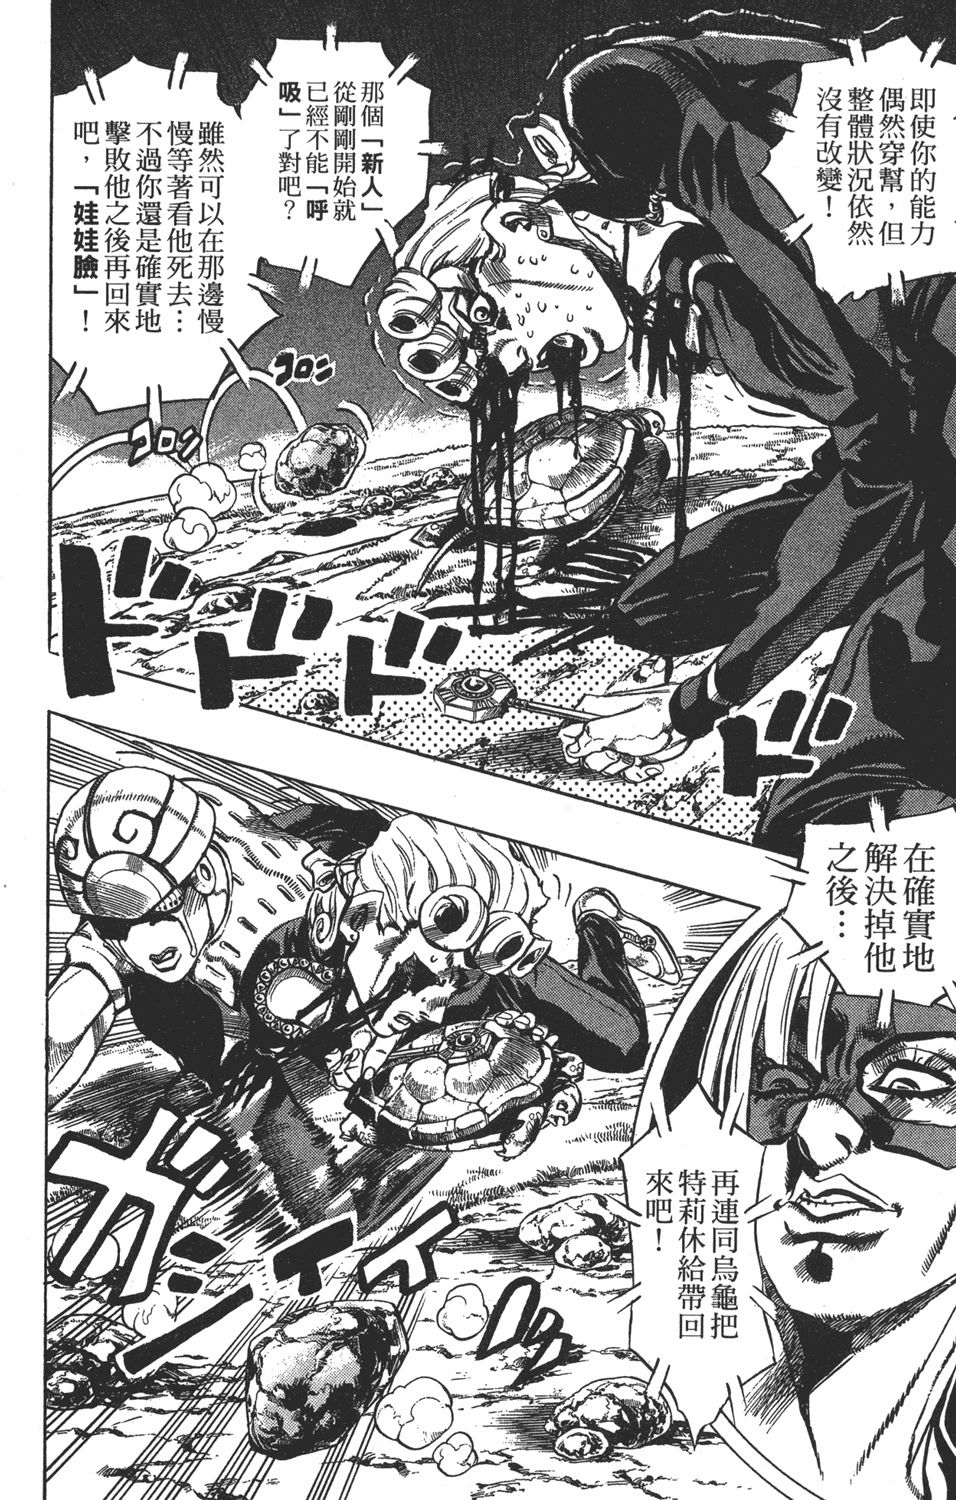 即使你的能力
偶然穿幫，但
整體狀況依然
沒有改變！
那個「新人」
從剛剛開始就
已經不能「呼
吸」了對吧？
雖然可以在那邊慢
慢等著看他死去…
不過你還是確實地
擊敗他之後再回來
吧，「娃娃臉」！
コロン
コロン
ドドドド
在確實地
解決掉他
之後…
再連同烏龜把
特莉休給帶回
來吧！
ガシイイッ